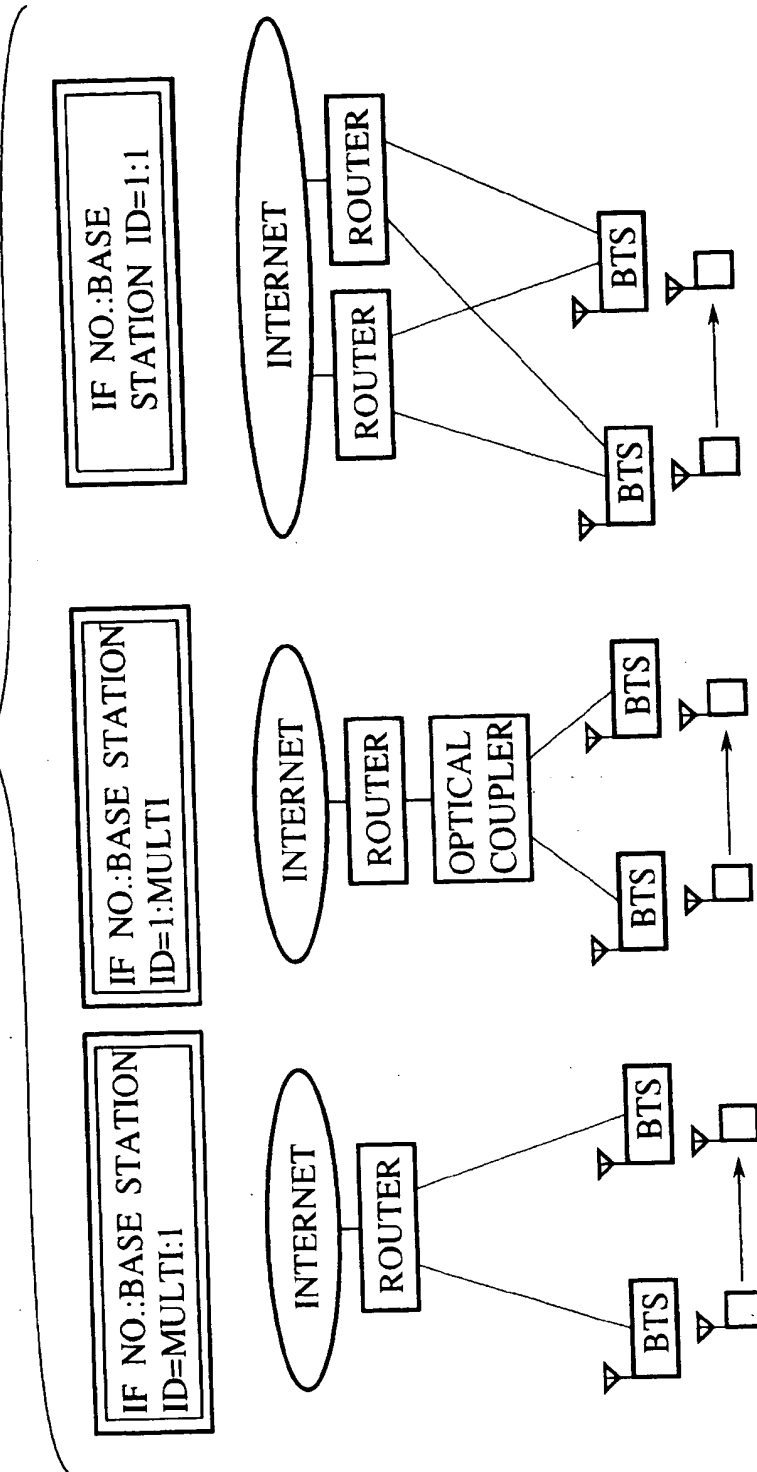 IF NO.:BASE STATION
ID=MULTI:1
INTERNET
ROUTER
BTS
BTS
IF NO.:BASE STATION
ID=1:MULTI
INTERNET
ROUTER
OPTICAL
COUPLER
BTS
BTS
IF NO.:BASE
STATION ID=1:1
INTERNET
ROUTER
ROUTER
BTS
BTS